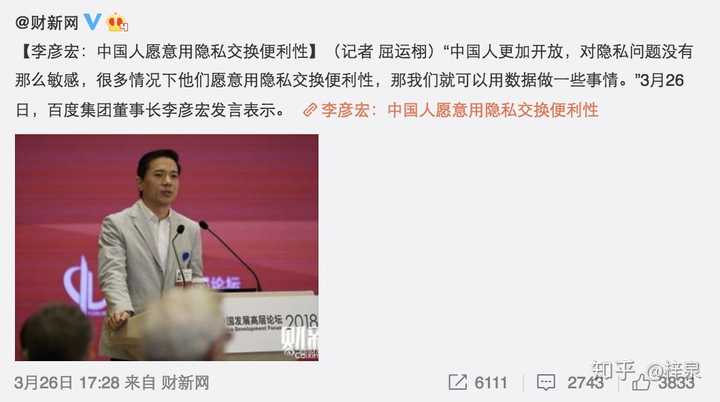 @财新网
【李彦宏：中国人愿意用隐私交换便利性】（记者 屈运栩）“中国人更加开放，对隐私问题没有
那么敏感，很多情况下他们愿意用隐私交换便利性，那我们就可以用数据做一些事情。”3月26
日，百度集团董事长李彦宏发言表示。 李彦宏：中国人愿意用隐私交换便利性
论坛
国发展高层论坛 2018
Development Forum
财新
Caixin
3月26日 17:28 来自 财新网 6111 2743 3833
知乎 @梓泉